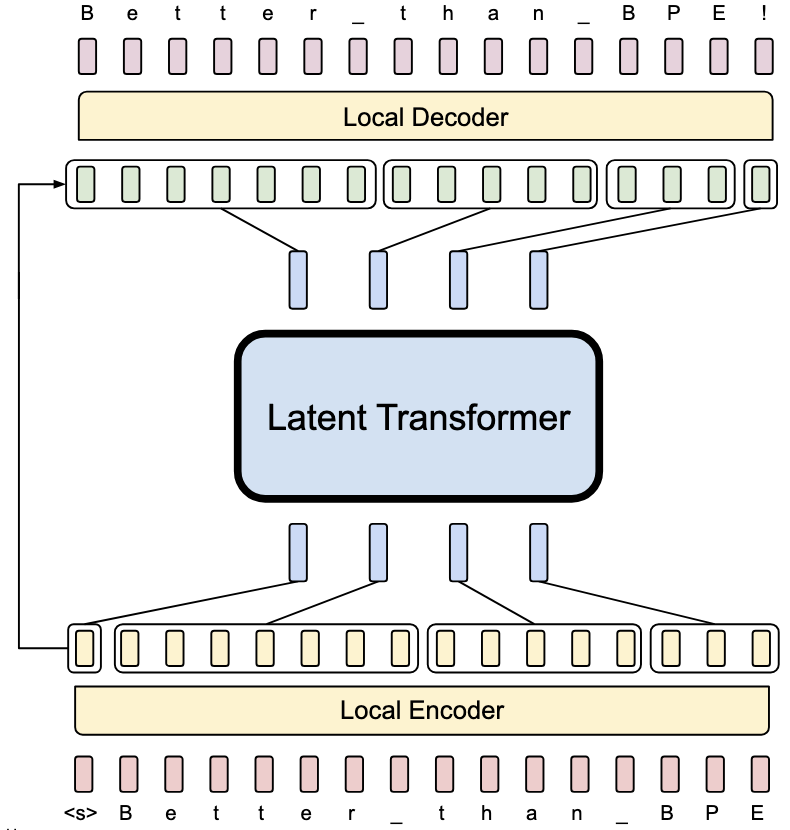 B e t t e r _ t h a n _ B P E !
Local Decoder
Latent Transformer
Local Encoder
<s> B e t t e r _ t h a n _ B P E